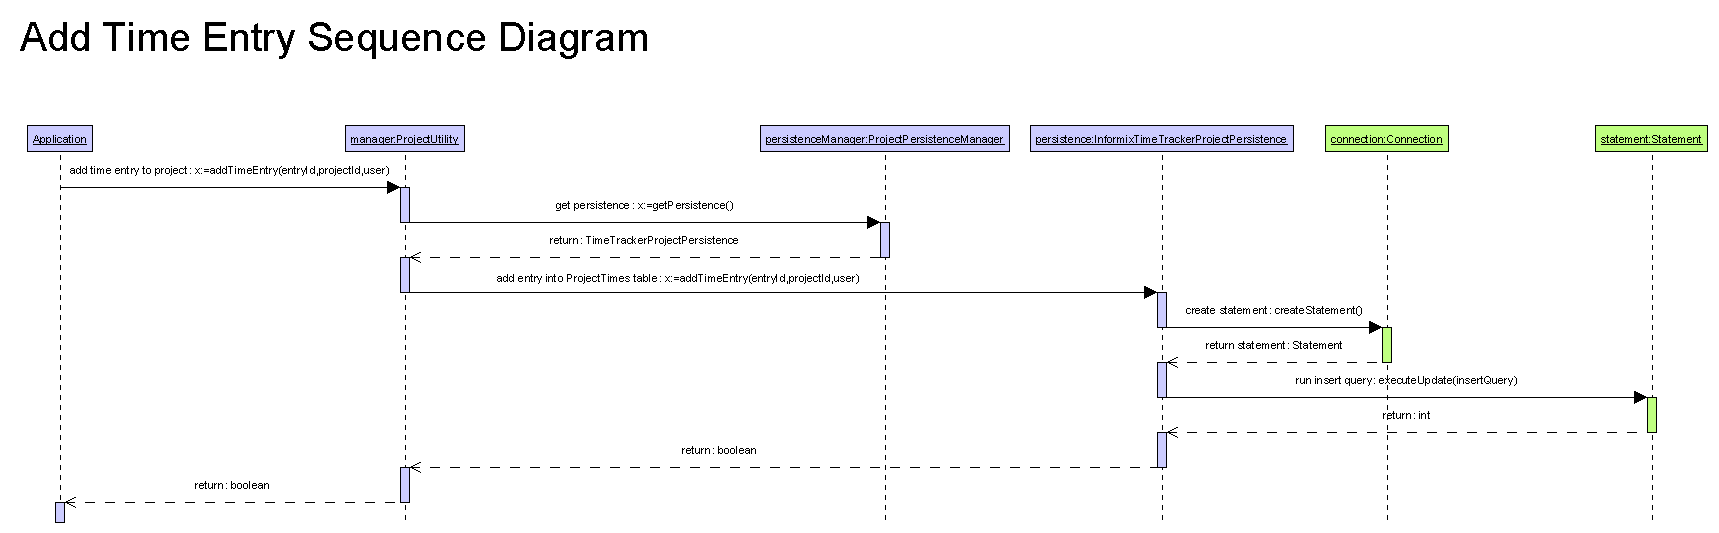 Add Time Entry Sequence Diagram
Application
manager:ProjectUtility
persistenceManager:ProjectPersistenceManager
persistence:InformixTimeTrackerProjectPersistence
connection:Connection
statement:Statement
add time entry to project : x:=addTimeEntry(entryId,projectId,user)
get persistence : x:=getPersistence()
return : TimeTrackerProjectPersistence
add entry into ProjectTimes table : x:=addTimeEntry(entryId,projectId,user)
create statement : createStatement()
return statement : Statement
run insert query : executeUpdate(insertQuery)
return : int
return : boolean
return : boolean